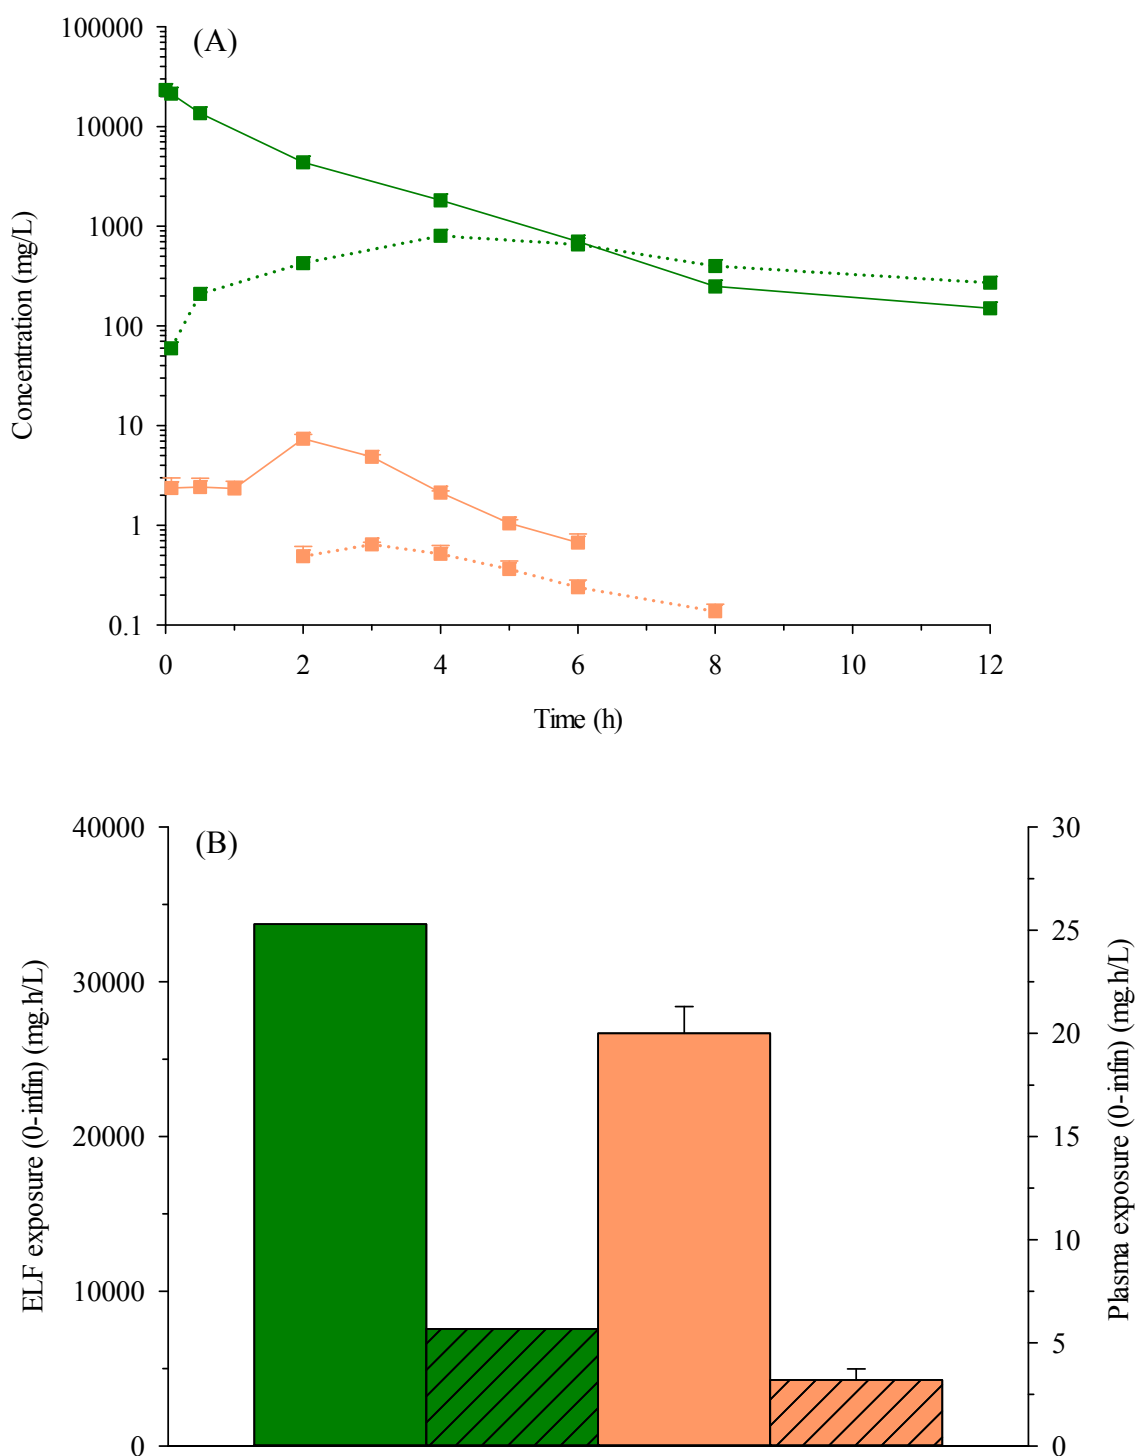 (A)
100000
10000
1000
100
10
1
0.1
Concentration (mg/L)
0 2 4 6 8 10 12
Time (h)
(B)
40000
30000
20000
10000
0
ELF exposure (0-infin) (mg.h/L)
30
25
20
15
10
5
0
Plasma exposure (0-infin) (mg.h/L)